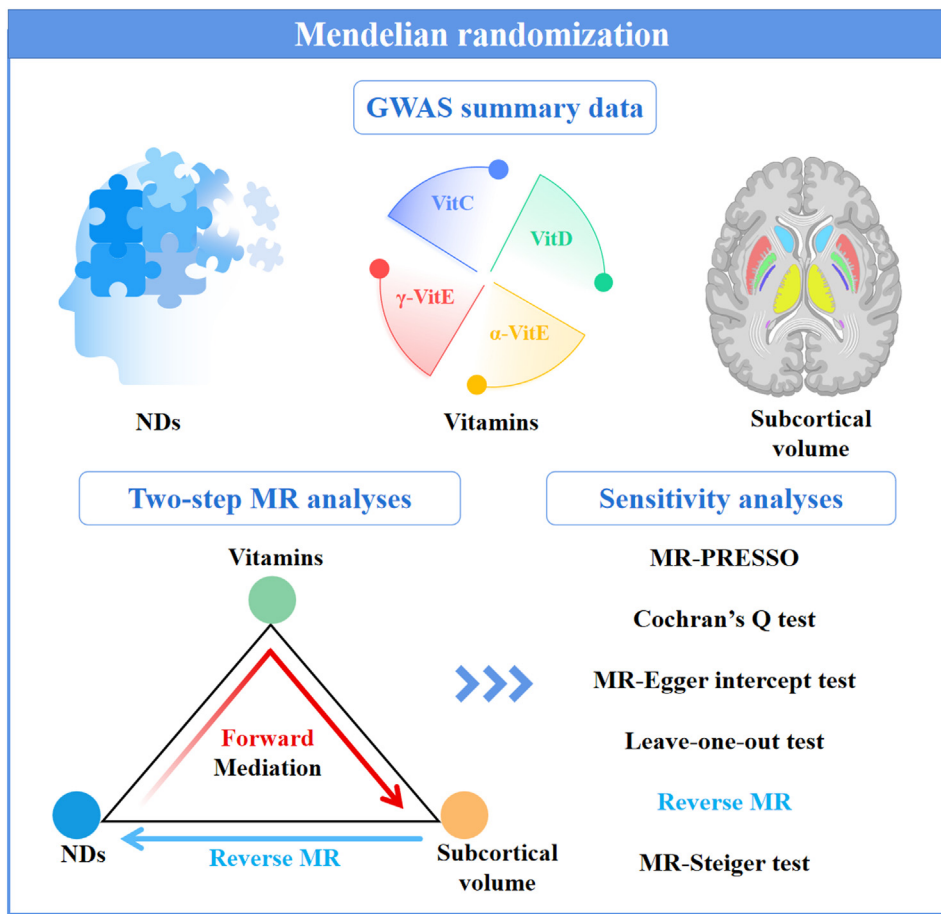 Mendelian randomization
GWAS summary data
VitC
VitD
γ-VitE
α-VitE
NDs
Vitamins
Subcortical
volume
Two-step MR analyses
Vitamins
Forward
Mediation
NDs
Reverse MR
Subcortical
volume
Sensitivity analyses
MR-PRESSO
Cochran’s Q test
MR-Egger intercept test
Leave-one-out test
Reverse MR
MR-Steiger test